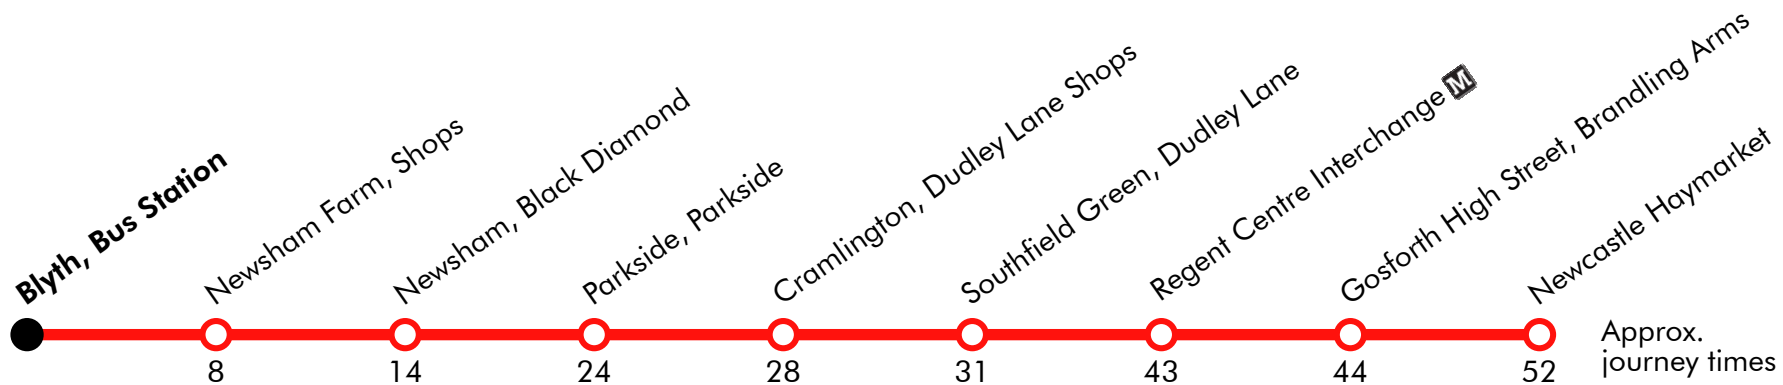 Blyth, Bus Station
Newsham Farm, Shops
Newsham, Black Diamond
Parkside, Parkside
Cramlington, Dudley Lane Shops
Southfield Green, Dudley Lane
Regent Centre Interchange M
Gosforth High Street, Brandling Arms
Newcastle Haymarket
8
14
24
28
31
43
44
52
Approx.
journey times